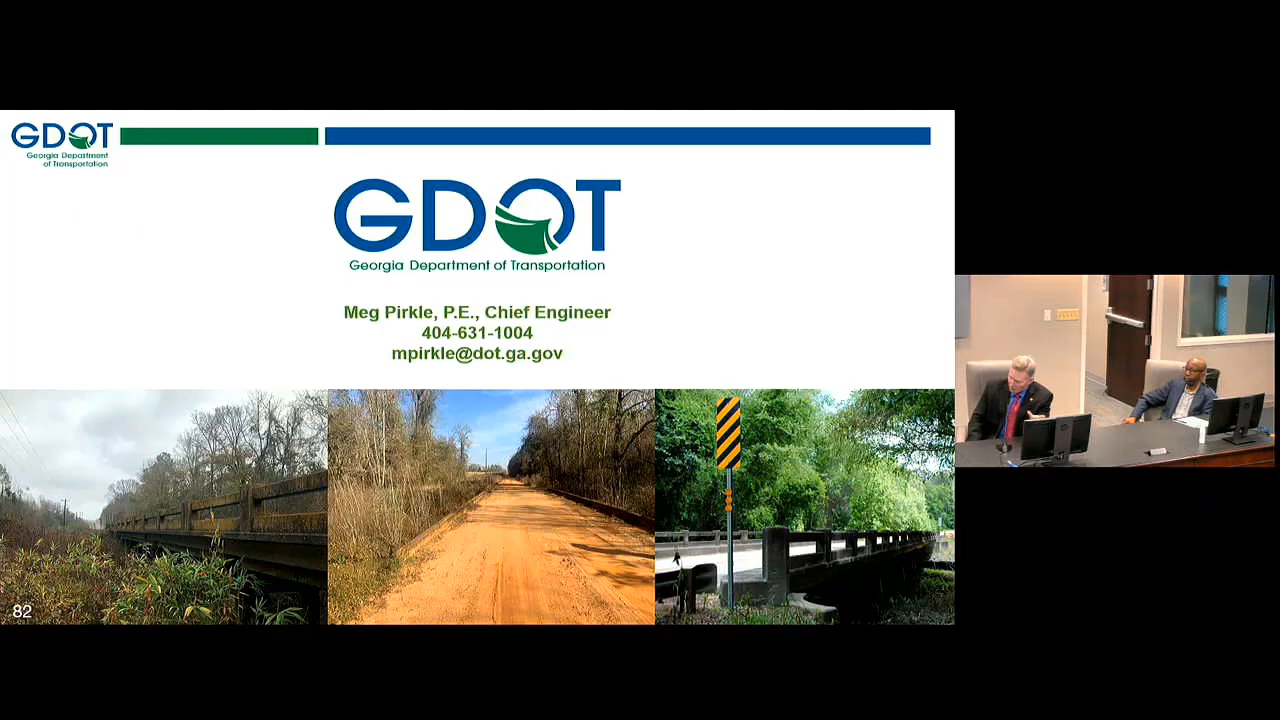 GDOT
Georgia Department
of Transportation
GDOT
Georgia Department of Transportation
Meg Pirkle, P.E., Chief Engineer
404-631-1004
mpirkle@dot.ga.gov
82